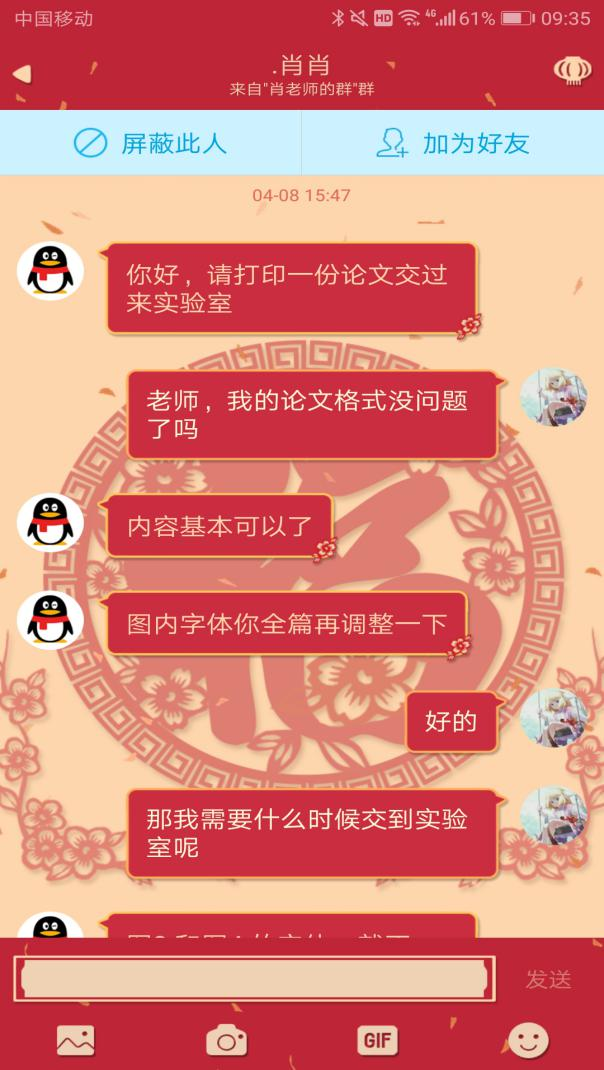 中国移动 HD 4G 61% 09:35
.肖肖
来自"肖老师的群"群
屏蔽此人 加为好友
04-08 15:47
你好，请打印一份论文交过
来实验室
老师，我的论文格式没问题
了吗
内容基本可以了
图内字体你全篇再调整一下
好的
那我需要什么时候交到实验
室呢
发送
GIF